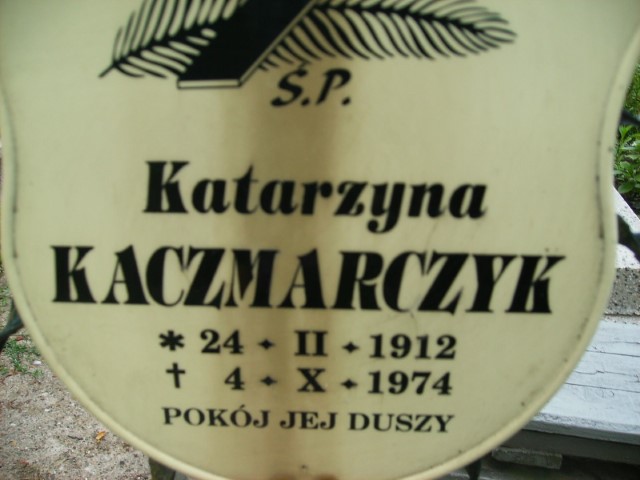 Ś.P.
Katarzyna
KACZMARCZYK
* 24 ✦ II ✦ 1912
† 4 ✦ X ✦ 1974
POKÓJ JEJ DUSZY